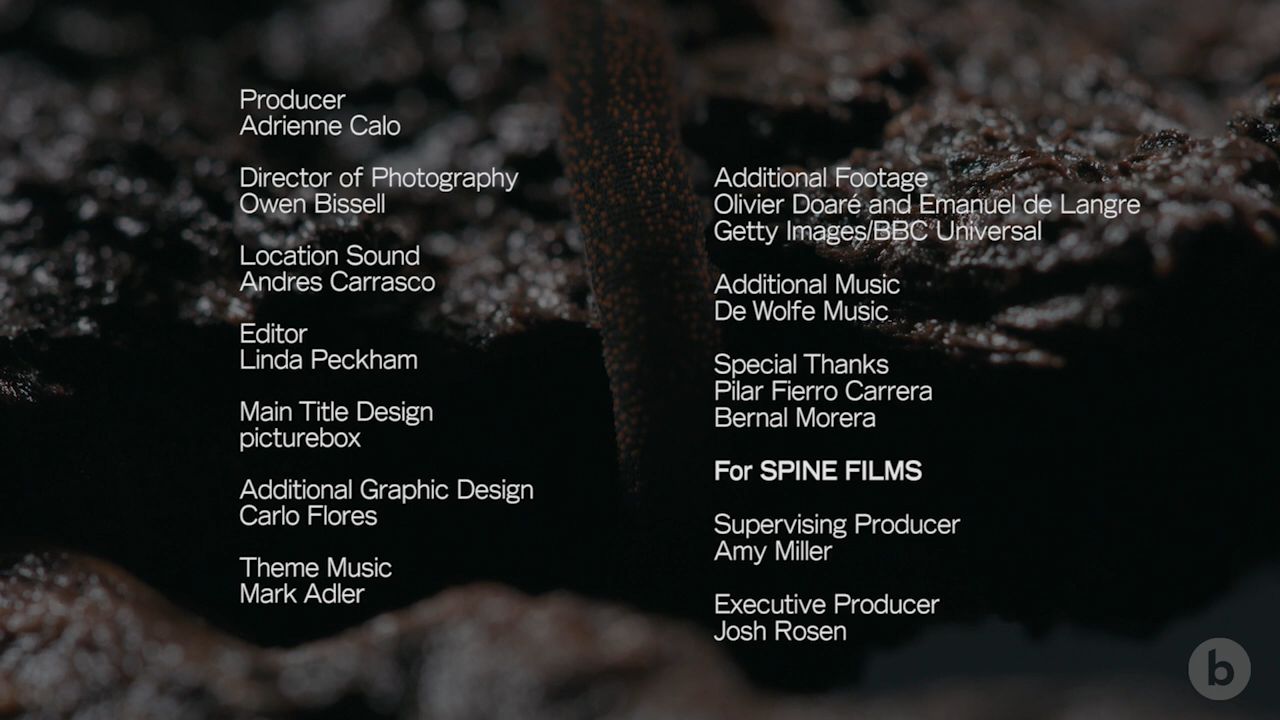 Producer
Adrienne Calo
Director of Photography
Owen Bissell
Location Sound
Andres Carrasco
Editor
Linda Peckham
Main Title Design
picturebox
Additional Graphic Design
Carlo Flores
Theme Music
Mark Adler
Additional Footage
Olivier Doaré and Emanuel de Langre
Getty Images/BBC Universal
Additional Music
De Wolfe Music
Special Thanks
Pilar Fierro Carrera
Bernal Morera
For SPINE FILMS
Supervising Producer
Amy Miller
Executive Producer
Josh Rosen
b